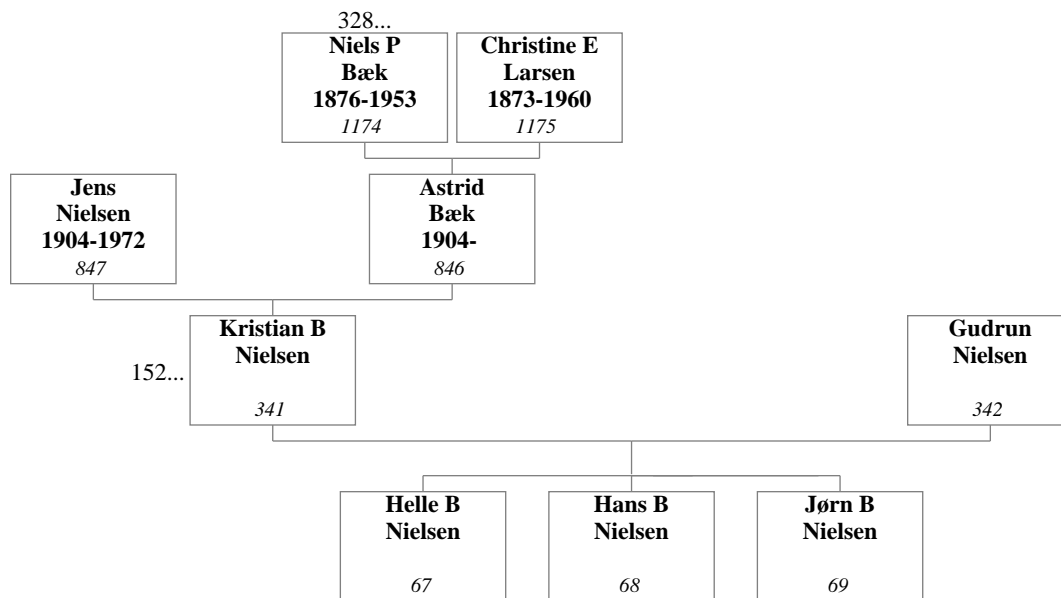 328...
Niels P
Bæk
1876-1953
1174
Christine E
Larsen
1873-1960
1175
Jens
Nielsen
1904-1972
847
Astrid
Bæk
1904-
846
Kristian B
Nielsen
341
152...
Gudrun
Nielsen
342
Helle B
Nielsen
67
Hans B
Nielsen
68
Jørn B
Nielsen
69